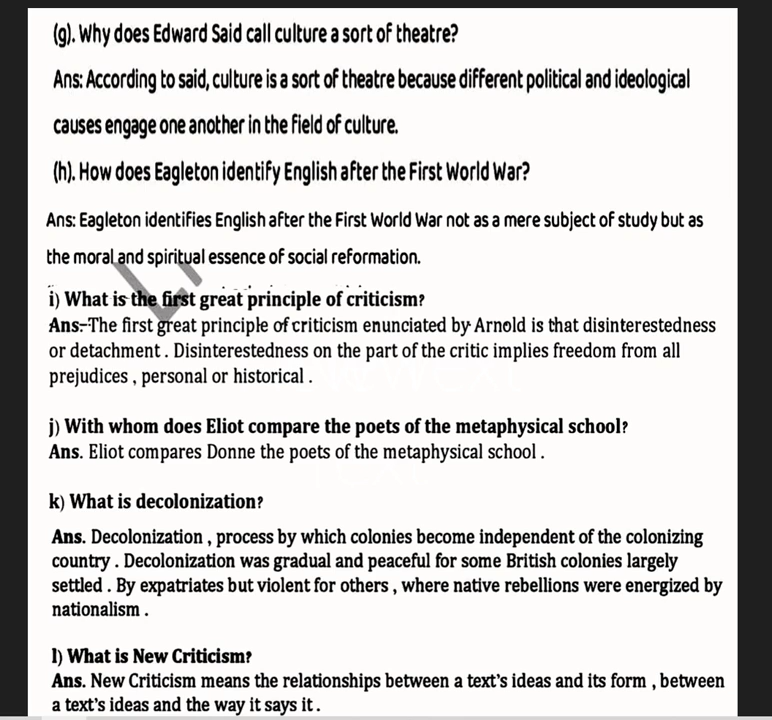 (g). Why does Edward Said call culture a sort of theatre?
Ans: According to said, culture is a sort of theatre because different political and ideological
causes engage one another in the field of culture.
(h). How does Eagleton identify English after the First World War?
Ans: Eagleton identifies English after the First World War not as a mere subject of study but as
the moral and spiritual essence of social reformation.
i) What is the first great principle of criticism?
Ans:-The first great principle of criticism enunciated by Arnold is that disinterestedness
or detachment . Disinterestedness on the part of the critic implies freedom from all
prejudices , personal or historical .
j) With whom does Eliot compare the poets of the metaphysical school?
Ans. Eliot compares Donne the poets of the metaphysical school .
k) What is decolonization?
Ans. Decolonization , process by which colonies become independent of the colonizing
country . Decolonization was gradual and peaceful for some British colonies largely
settled . By expatriates but violent for others , where native rebellions were energized by
nationalism .
l) What is New Criticism?
Ans. New Criticism means the relationships between a text's ideas and its form , between
a text's ideas and the way it says it .